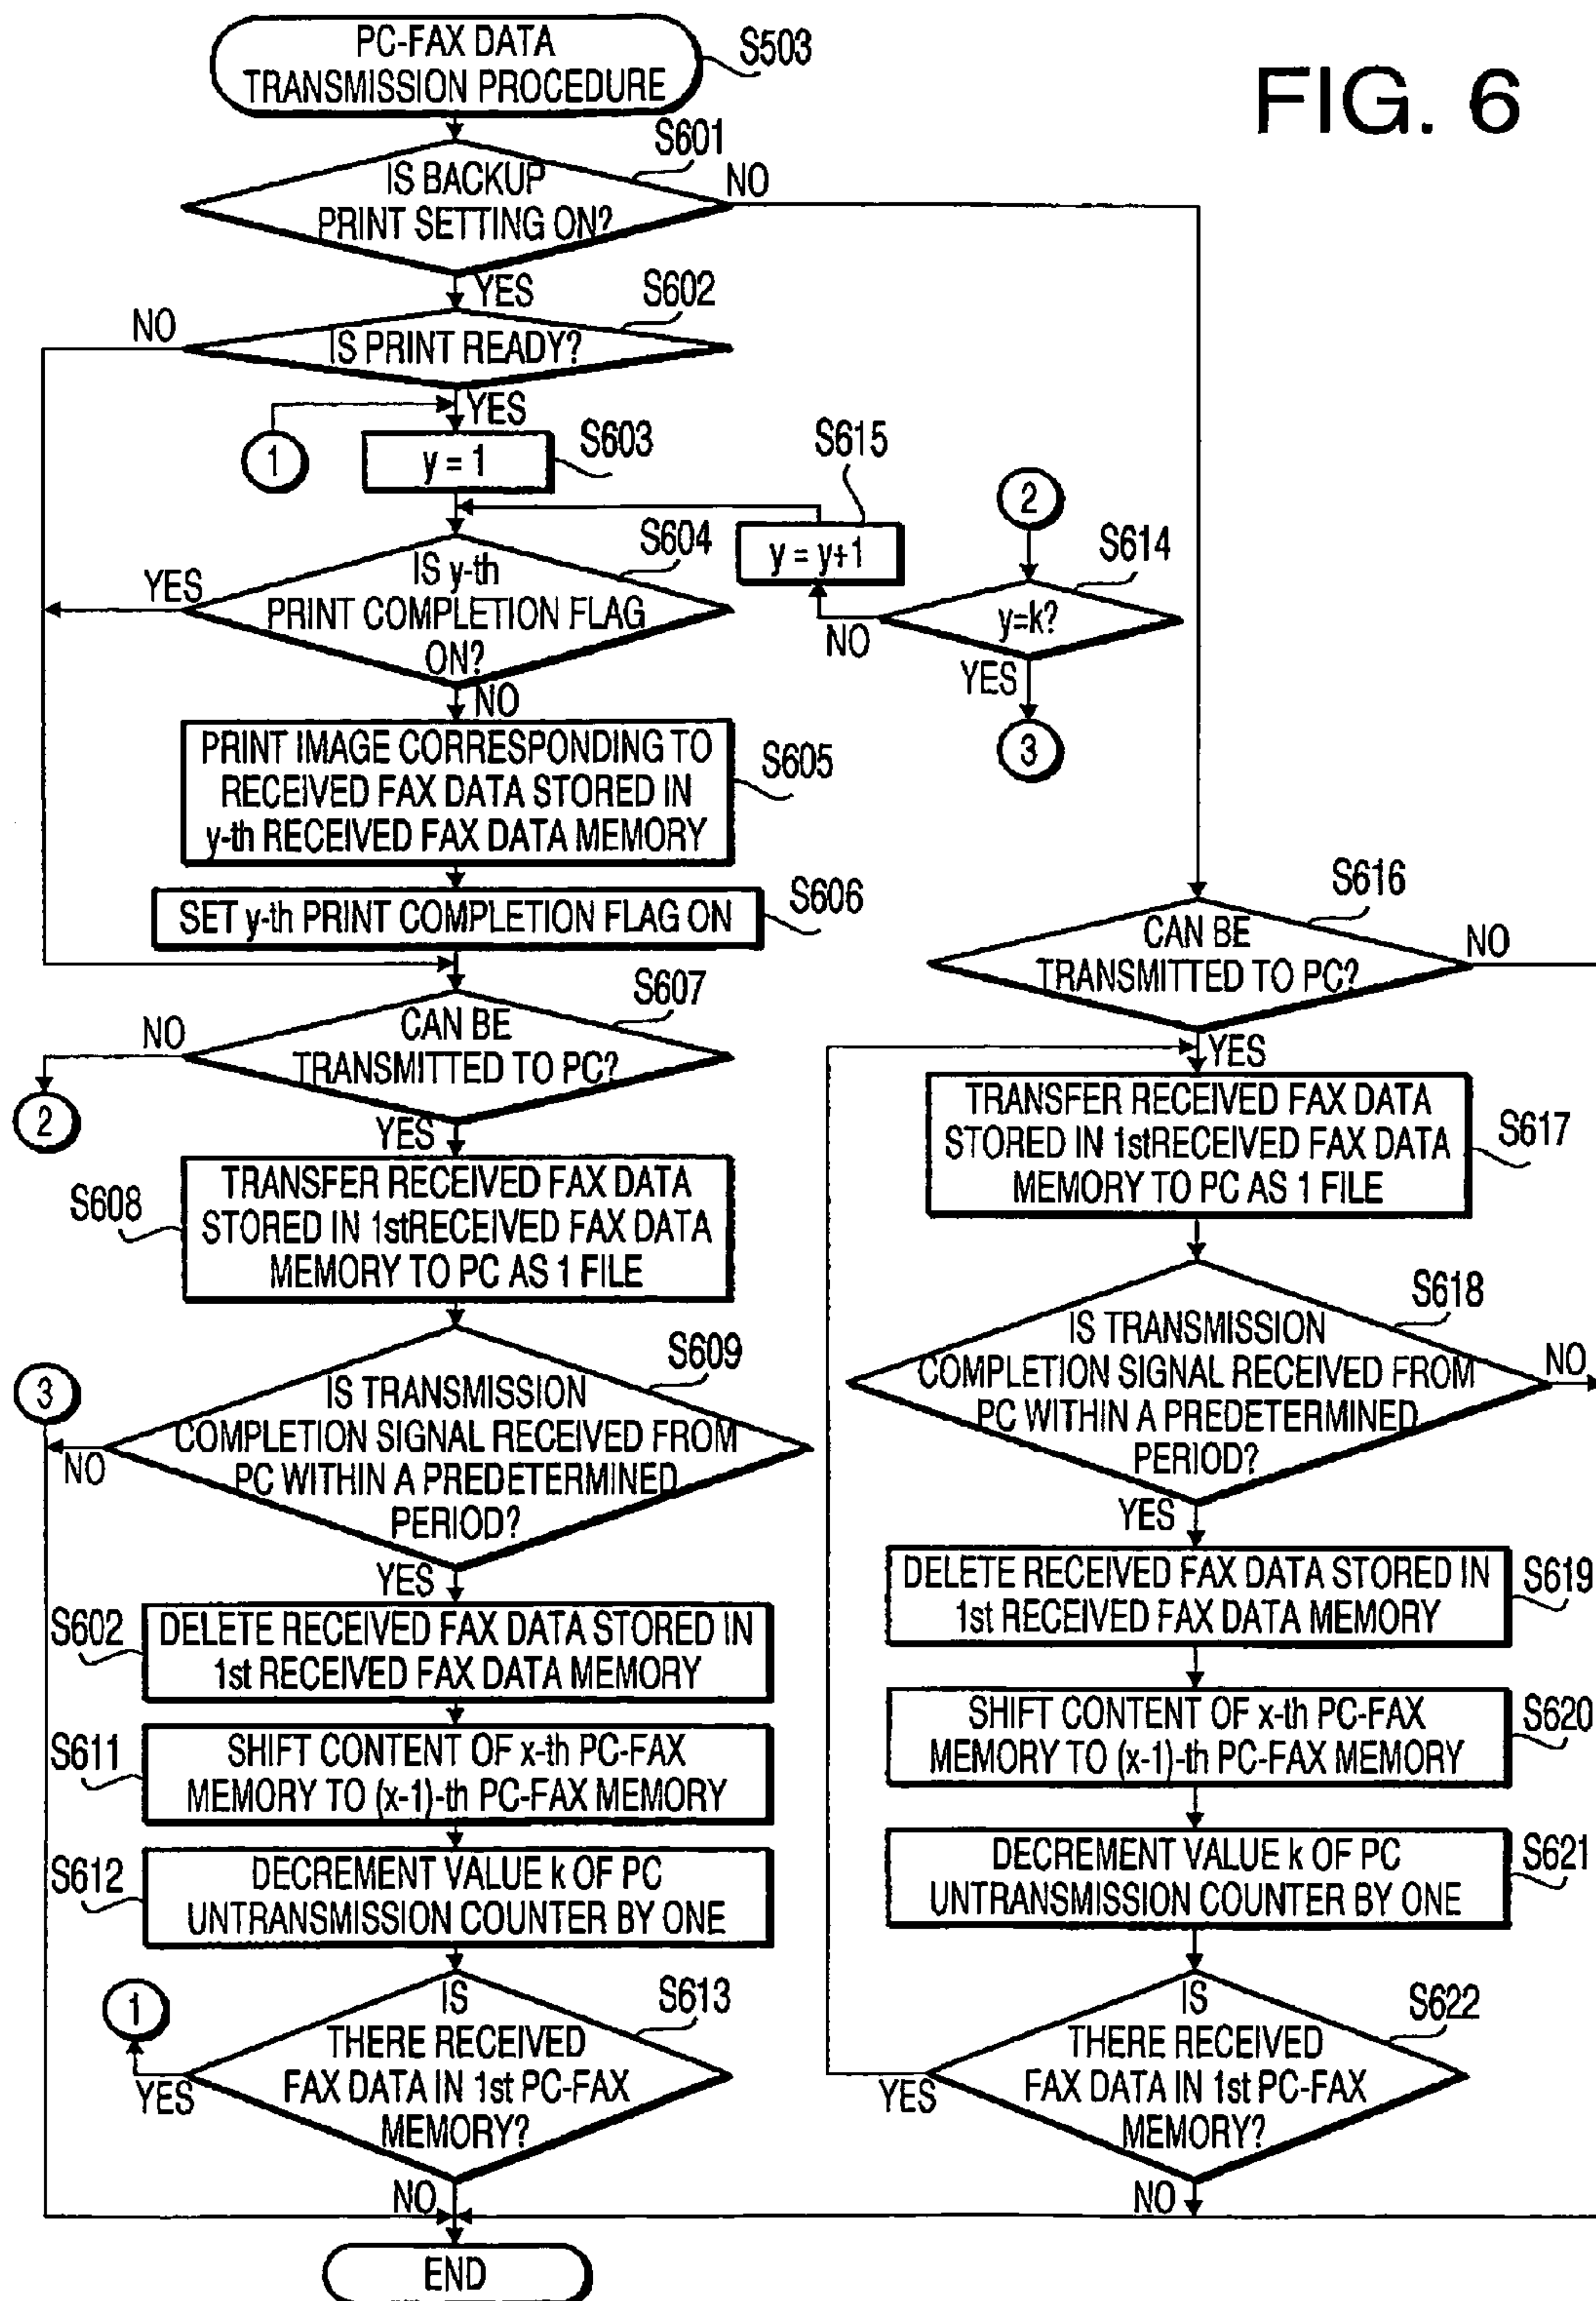 FIG. 6
PC-FAX DATA
TRANSMISSION PROCEDURE
S503
S601
IS BACKUP
PRINT SETTING ON?
NO
YES
S602
NO
IS PRINT READY?
YES
1
y = 1
S603
S604
IS y-th
PRINT COMPLETION FLAG
ON?
YES
NO
PRINT IMAGE CORRESPONDING TO
RECEIVED FAX DATA STORED IN
y-th RECEIVED FAX DATA MEMORY
S605
SET y-th PRINT COMPLETION FLAG ON
S606
S607
CAN BE
TRANSMITTED TO PC?
NO
2
YES
S608
TRANSFER RECEIVED FAX DATA
STORED IN 1stRECEIVED FAX DATA
MEMORY TO PC AS 1 FILE
S609
3
IS TRANSMISSION
COMPLETION SIGNAL RECEIVED FROM
PC WITHIN A PREDETERMINED
PERIOD?
NO
YES
S602
DELETE RECEIVED FAX DATA STORED IN
1st RECEIVED FAX DATA MEMORY
S611
SHIFT CONTENT OF x-th PC-FAX
MEMORY TO (x-1)-th PC-FAX MEMORY
S612
DECREMENT VALUE k OF PC
UNTRANSMISSION COUNTER BY ONE
1
S613
IS
THERE RECEIVED
FAX DATA IN 1st PC-FAX
MEMORY?
YES
NO
END
S615
y = y+1
2
S614
y=k?
NO
YES
3
S616
CAN BE
TRANSMITTED TO PC?
NO
YES
TRANSFER RECEIVED FAX DATA
STORED IN 1stRECEIVED FAX DATA
MEMORY TO PC AS 1 FILE
S617
S618
IS TRANSMISSION
COMPLETION SIGNAL RECEIVED FROM
PC WITHIN A PREDETERMINED
PERIOD?
NO
YES
DELETE RECEIVED FAX DATA STORED IN
1st RECEIVED FAX DATA MEMORY
S619
SHIFT CONTENT OF x-th PC-FAX
MEMORY TO (x-1)-th PC-FAX MEMORY
S620
DECREMENT VALUE k OF PC
UNTRANSMISSION COUNTER BY ONE
S621
S622
IS
THERE RECEIVED
FAX DATA IN 1st PC-FAX
MEMORY?
YES
NO